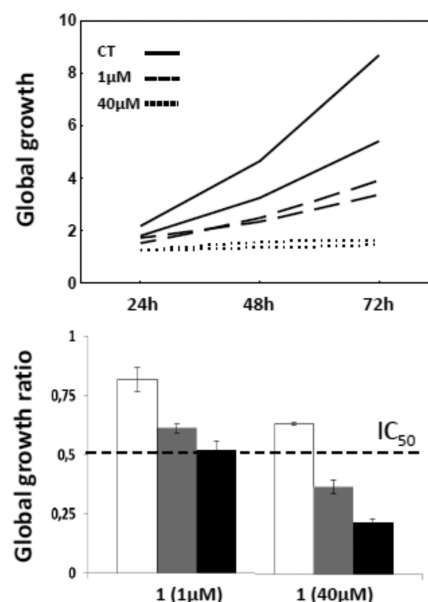 Global growth
10
8
6
4
2
0
CT
1µM
40µM
24h 48h 72h
Global growth ratio
1
0,75
0,5
0,25
0
IC50
1 (1µM) 1 (40µM)